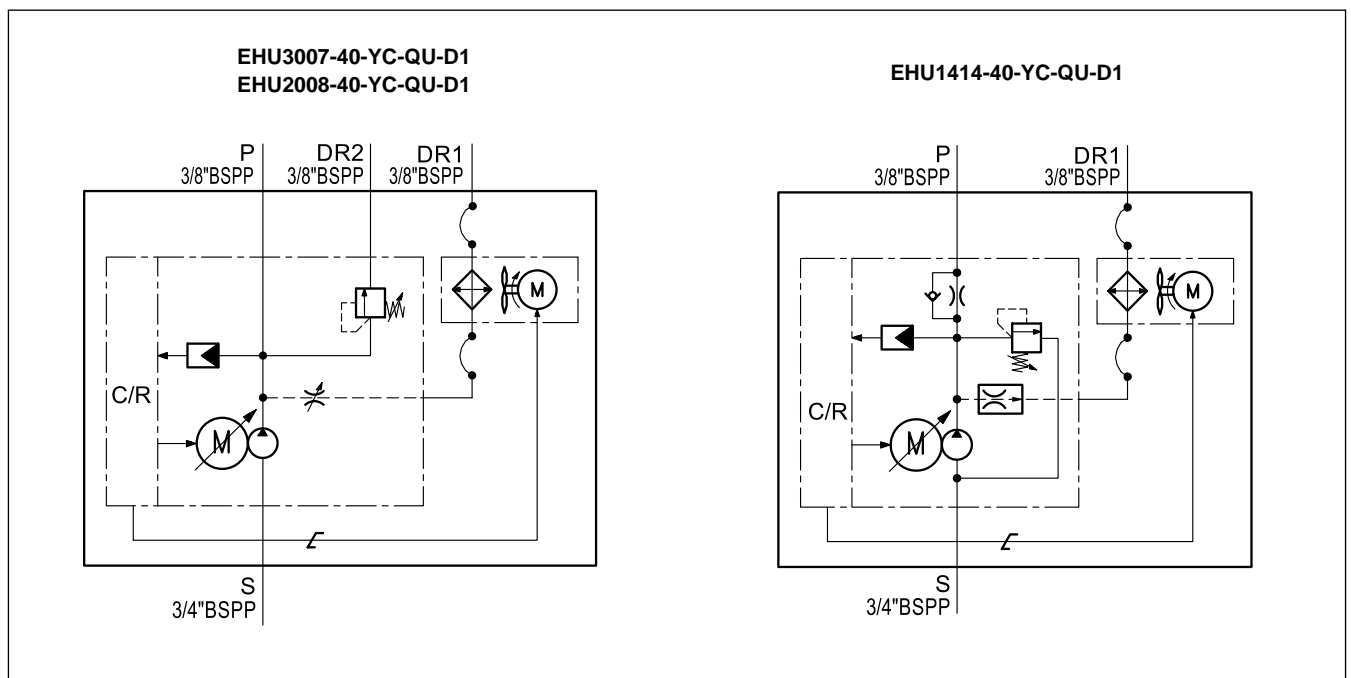 EHU3007-40-YC-QU-D1
EHU2008-40-YC-QU-D1
P
3/8"BSPP
DR2
3/8"BSPP
DR1
3/8"BSPP
M
C/R
M
S
3/4"BSPP
EHU1414-40-YC-QU-D1
P
3/8"BSPP
DR1
3/8"BSPP
M
C/R
M
S
3/4"BSPP